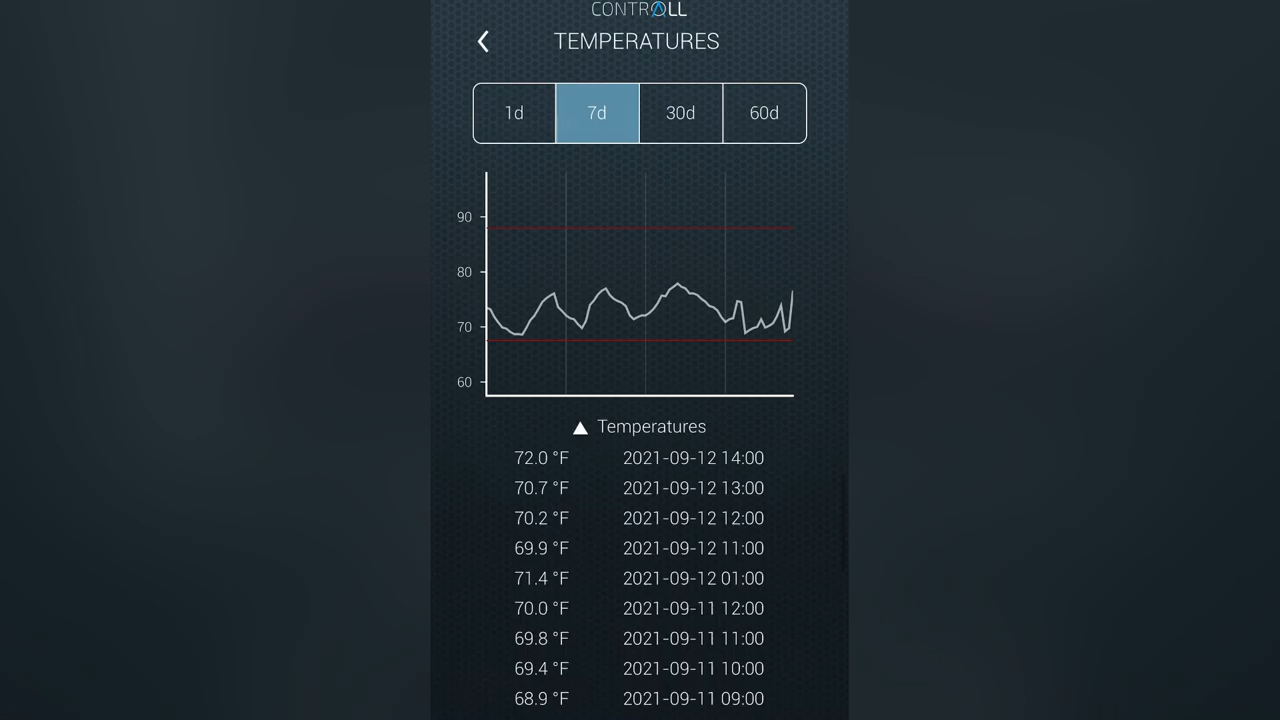 CONTROLL
TEMPERATURES
1d 7d 30d 60d
90
80
70
60
▲ Temperatures
72.0 °F 2021-09-12 14:00
70.7 °F 2021-09-12 13:00
70.2 °F 2021-09-12 12:00
69.9 °F 2021-09-12 11:00
71.4 °F 2021-09-12 01:00
70.0 °F 2021-09-11 12:00
69.8 °F 2021-09-11 11:00
69.4 °F 2021-09-11 10:00
68.9 °F 2021-09-11 09:00